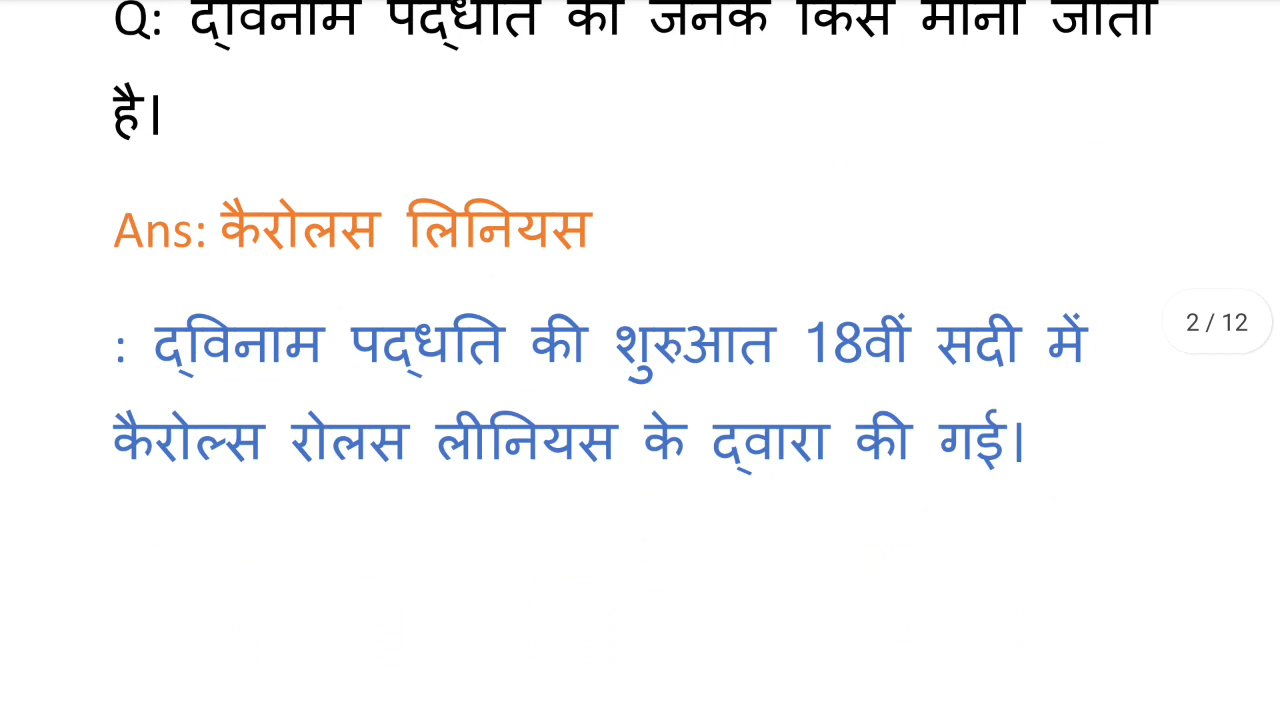 Q: द्विनाम पद्धति का जनक किसे माना जाता
है।
Ans: कैरोलस लिनियस
: द्विनाम पद्धति की शुरुआत 18वीं सदी में
2 / 12
कैरोल्स रोलस लीनियस के द्वारा की गई।